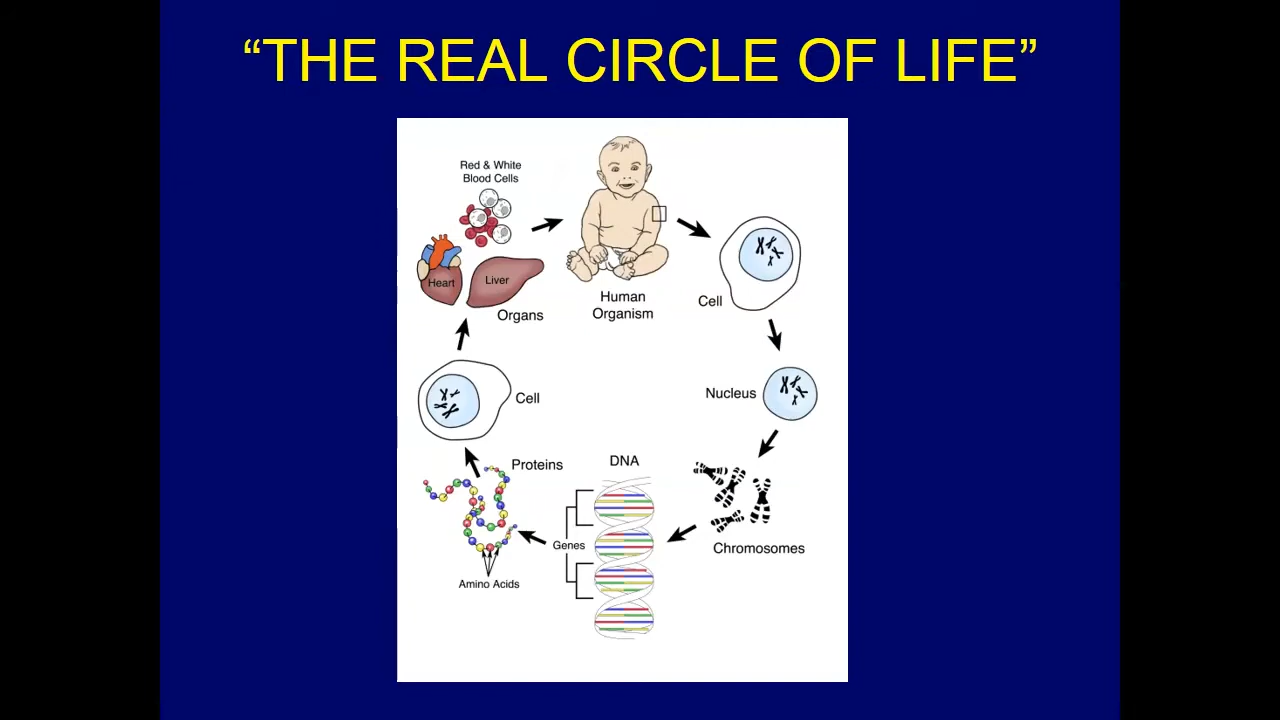 “THE REAL CIRCLE OF LIFE”
Red & White
Blood Cells
Heart
Liver
Organs
Human
Organism
Cell
Nucleus
Chromosomes
DNA
Genes
Proteins
Amino Acids
Cell